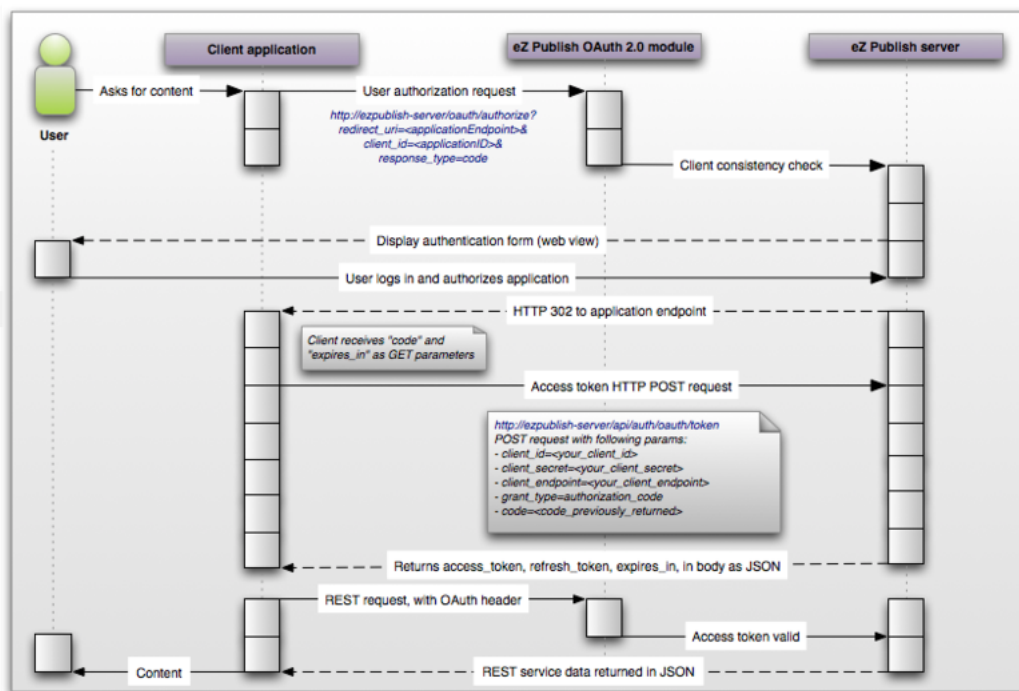 Client application
eZ Publish OAuth 2.0 module
eZ Publish server
Asks for content
User authorization request
User
http://ezpublish-server/oauth/authorize?
redirect_uri=<applicationEndpoint>&
client_id=<applicationID>&
response_type=code
Client consistency check
Display authentication form (web view)
User logs in and authorizes application
HTTP 302 to application endpoint
Client receives "code" and
"expires_in" as GET parameters
Access token HTTP POST request
http://ezpublish-server/api/auth/oauth/token
POST request with following params:
- client_id=<your_client_id>
- client_secret=<your_client_secret>
- client_endpoint=<your_client_endpoint>
- grant_type=authorization_code
- code=<code_previously_returned>
Returns access_token, refresh_token, expires_in, in body as JSON
REST request, with OAuth header
Access token valid
Content
REST service data returned in JSON